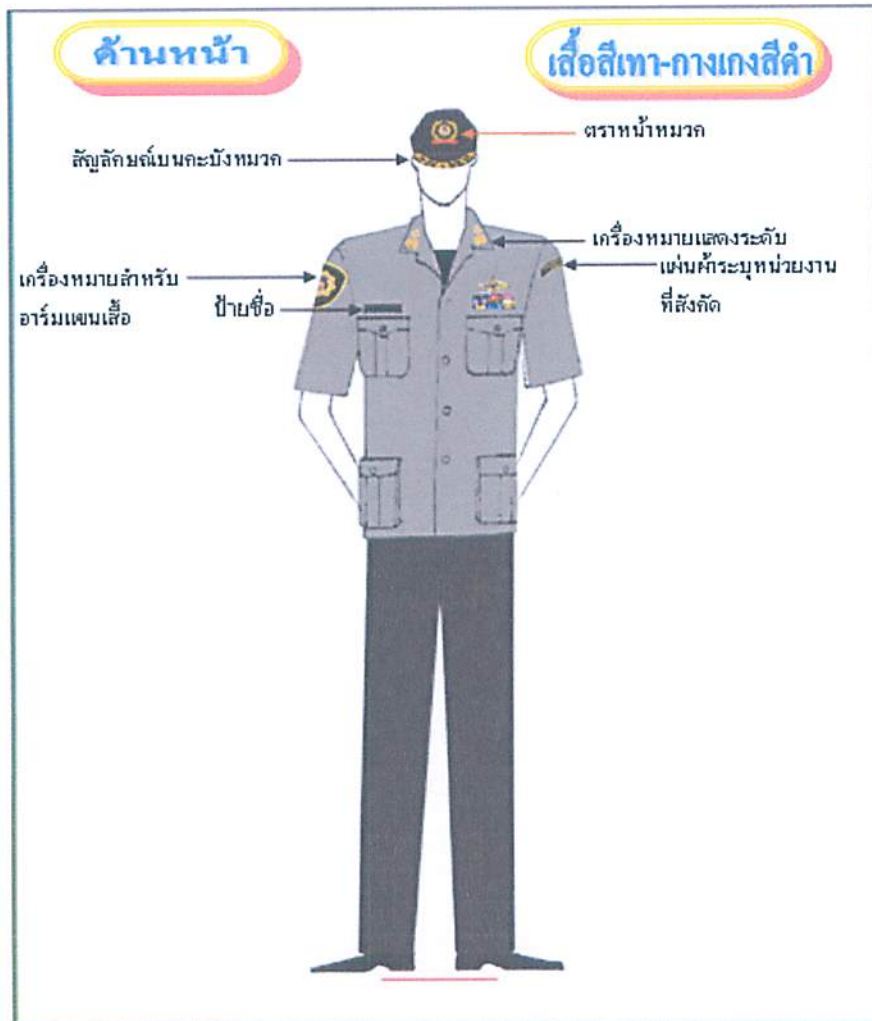 ด้านหน้า
เสื้อสีเทา-กางเกงสีดำ
ตราหน้าหมวก
สัญลักษณ์บนกะบังหมวก
เครื่องหมายแสดงระดับ
แผ่นผ้าระบุหน่วยงาน
ที่สังกัด
เครื่องหมายสำหรับ
อาร์มแขนเสื้อ
ป้ายชื่อ